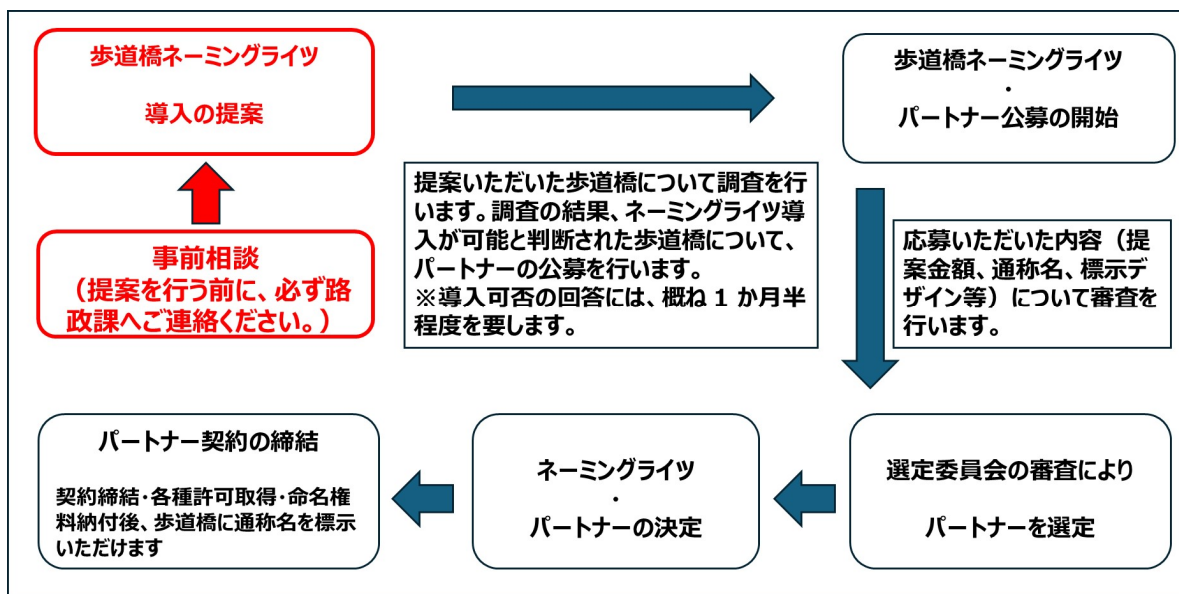 歩道橋ネーミングライツ
導入の提案
事前相談
（提案を行う前に、必ず路
政課へご連絡ください。）
提案いただいた歩道橋について調査を行
います。調査の結果、ネーミングライツ導
入が可能と判断された歩道橋について、
パートナーの公募を行います。
※導入可否の回答には、概ね 1 か月半
程度を要します。
歩道橋ネーミングライツ
・
パートナー公募の開始
応募いただいた内容（提
案金額、通称名、標示デ
ザイン等）について審査を
行います。
選定委員会の審査により
パートナーを選定
ネーミングライツ
・
パートナーの決定
パートナー契約の締結
契約締結・各種許可取得・命名権
料納付後、歩道橋に通称名を標示
いただけます